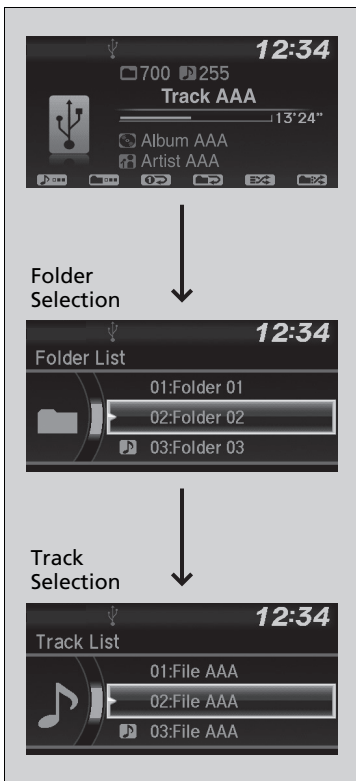 12:34
700 255
Track AAA
13'24"
Album AAA
Artist AAA
Folder
Selection
12:34
Folder List
01:Folder 01
02:Folder 02
03:Folder 03
Track
Selection
12:34
Track List
01:File AAA
02:File AAA
03:File AAA